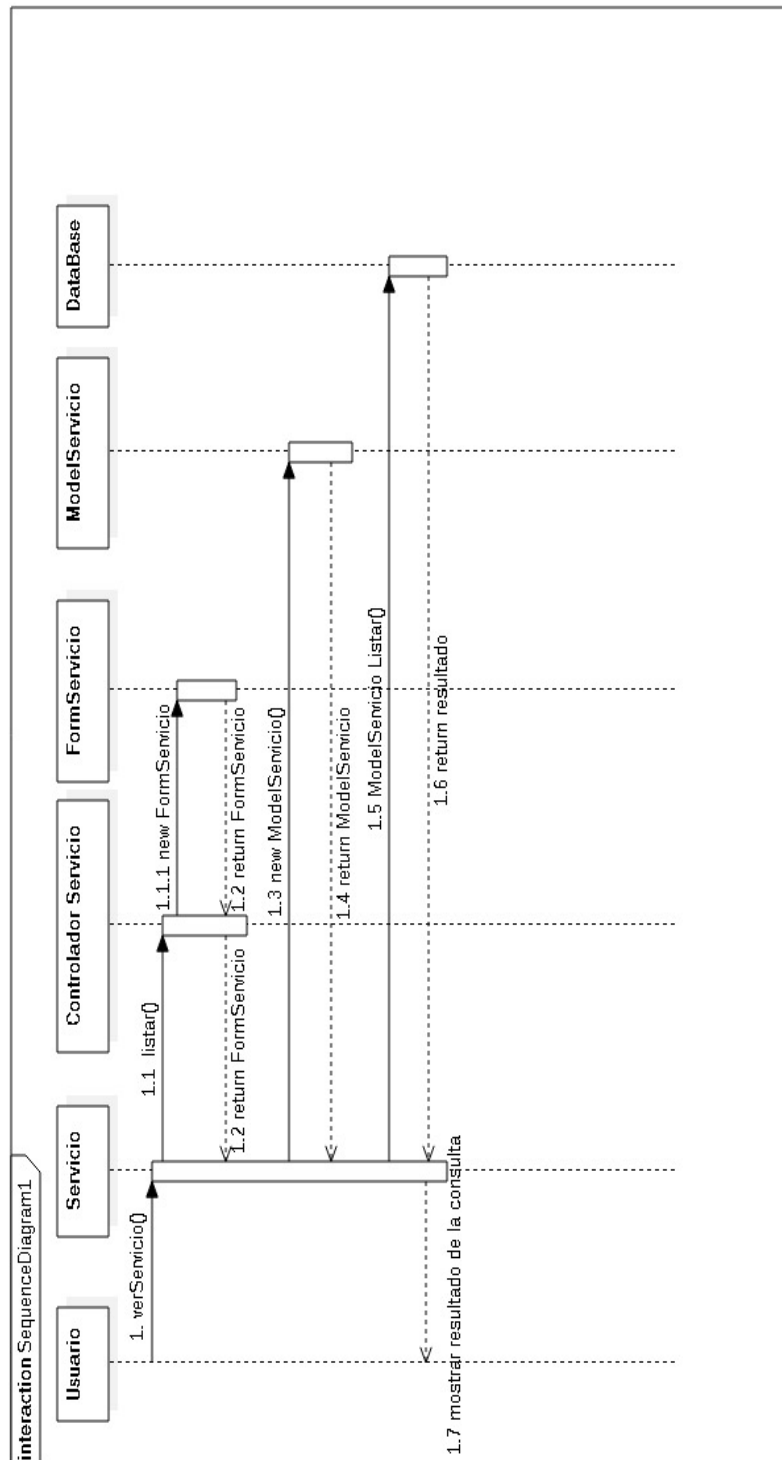 interaction SequenceDiagram1
Usuario
Servicio
Controlador Servicio
FormServicio
ModelServicio
DataBase
1. verServicio()
1.1 listar()
1.1.1 new FormServicio
1.2 return FormServicio
1.2 return FormServicio
1.3 new ModelServicio()
1.4 return ModelServicio
1.5 ModelServicio Listar()
1.6 return resultado
1.7 mostrar resultado de la consulta